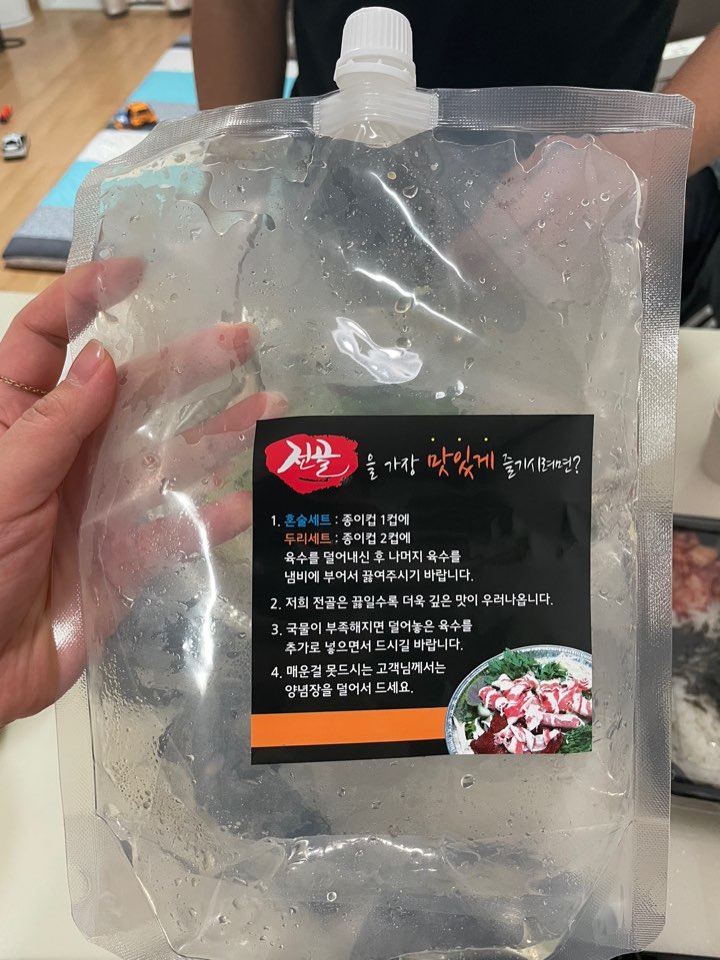 전골을 가장 맛있게 즐기시려면?
1. 혼술세트 : 종이컵 1컵에
두리세트 : 종이컵 2컵에
육수를 덜어내신 후 나머지 육수를
냄비에 부어서 끓여주시기 바랍니다.
2. 저희 전골은 끓일수록 더욱 깊은 맛이 우러나옵니다.
3. 국물이 부족해지면 덜어놓은 육수를
추가로 넣으면서 드시길 바랍니다.
4. 매운걸 못드시는 고객님께서는
양념장을 덜어서 드세요.